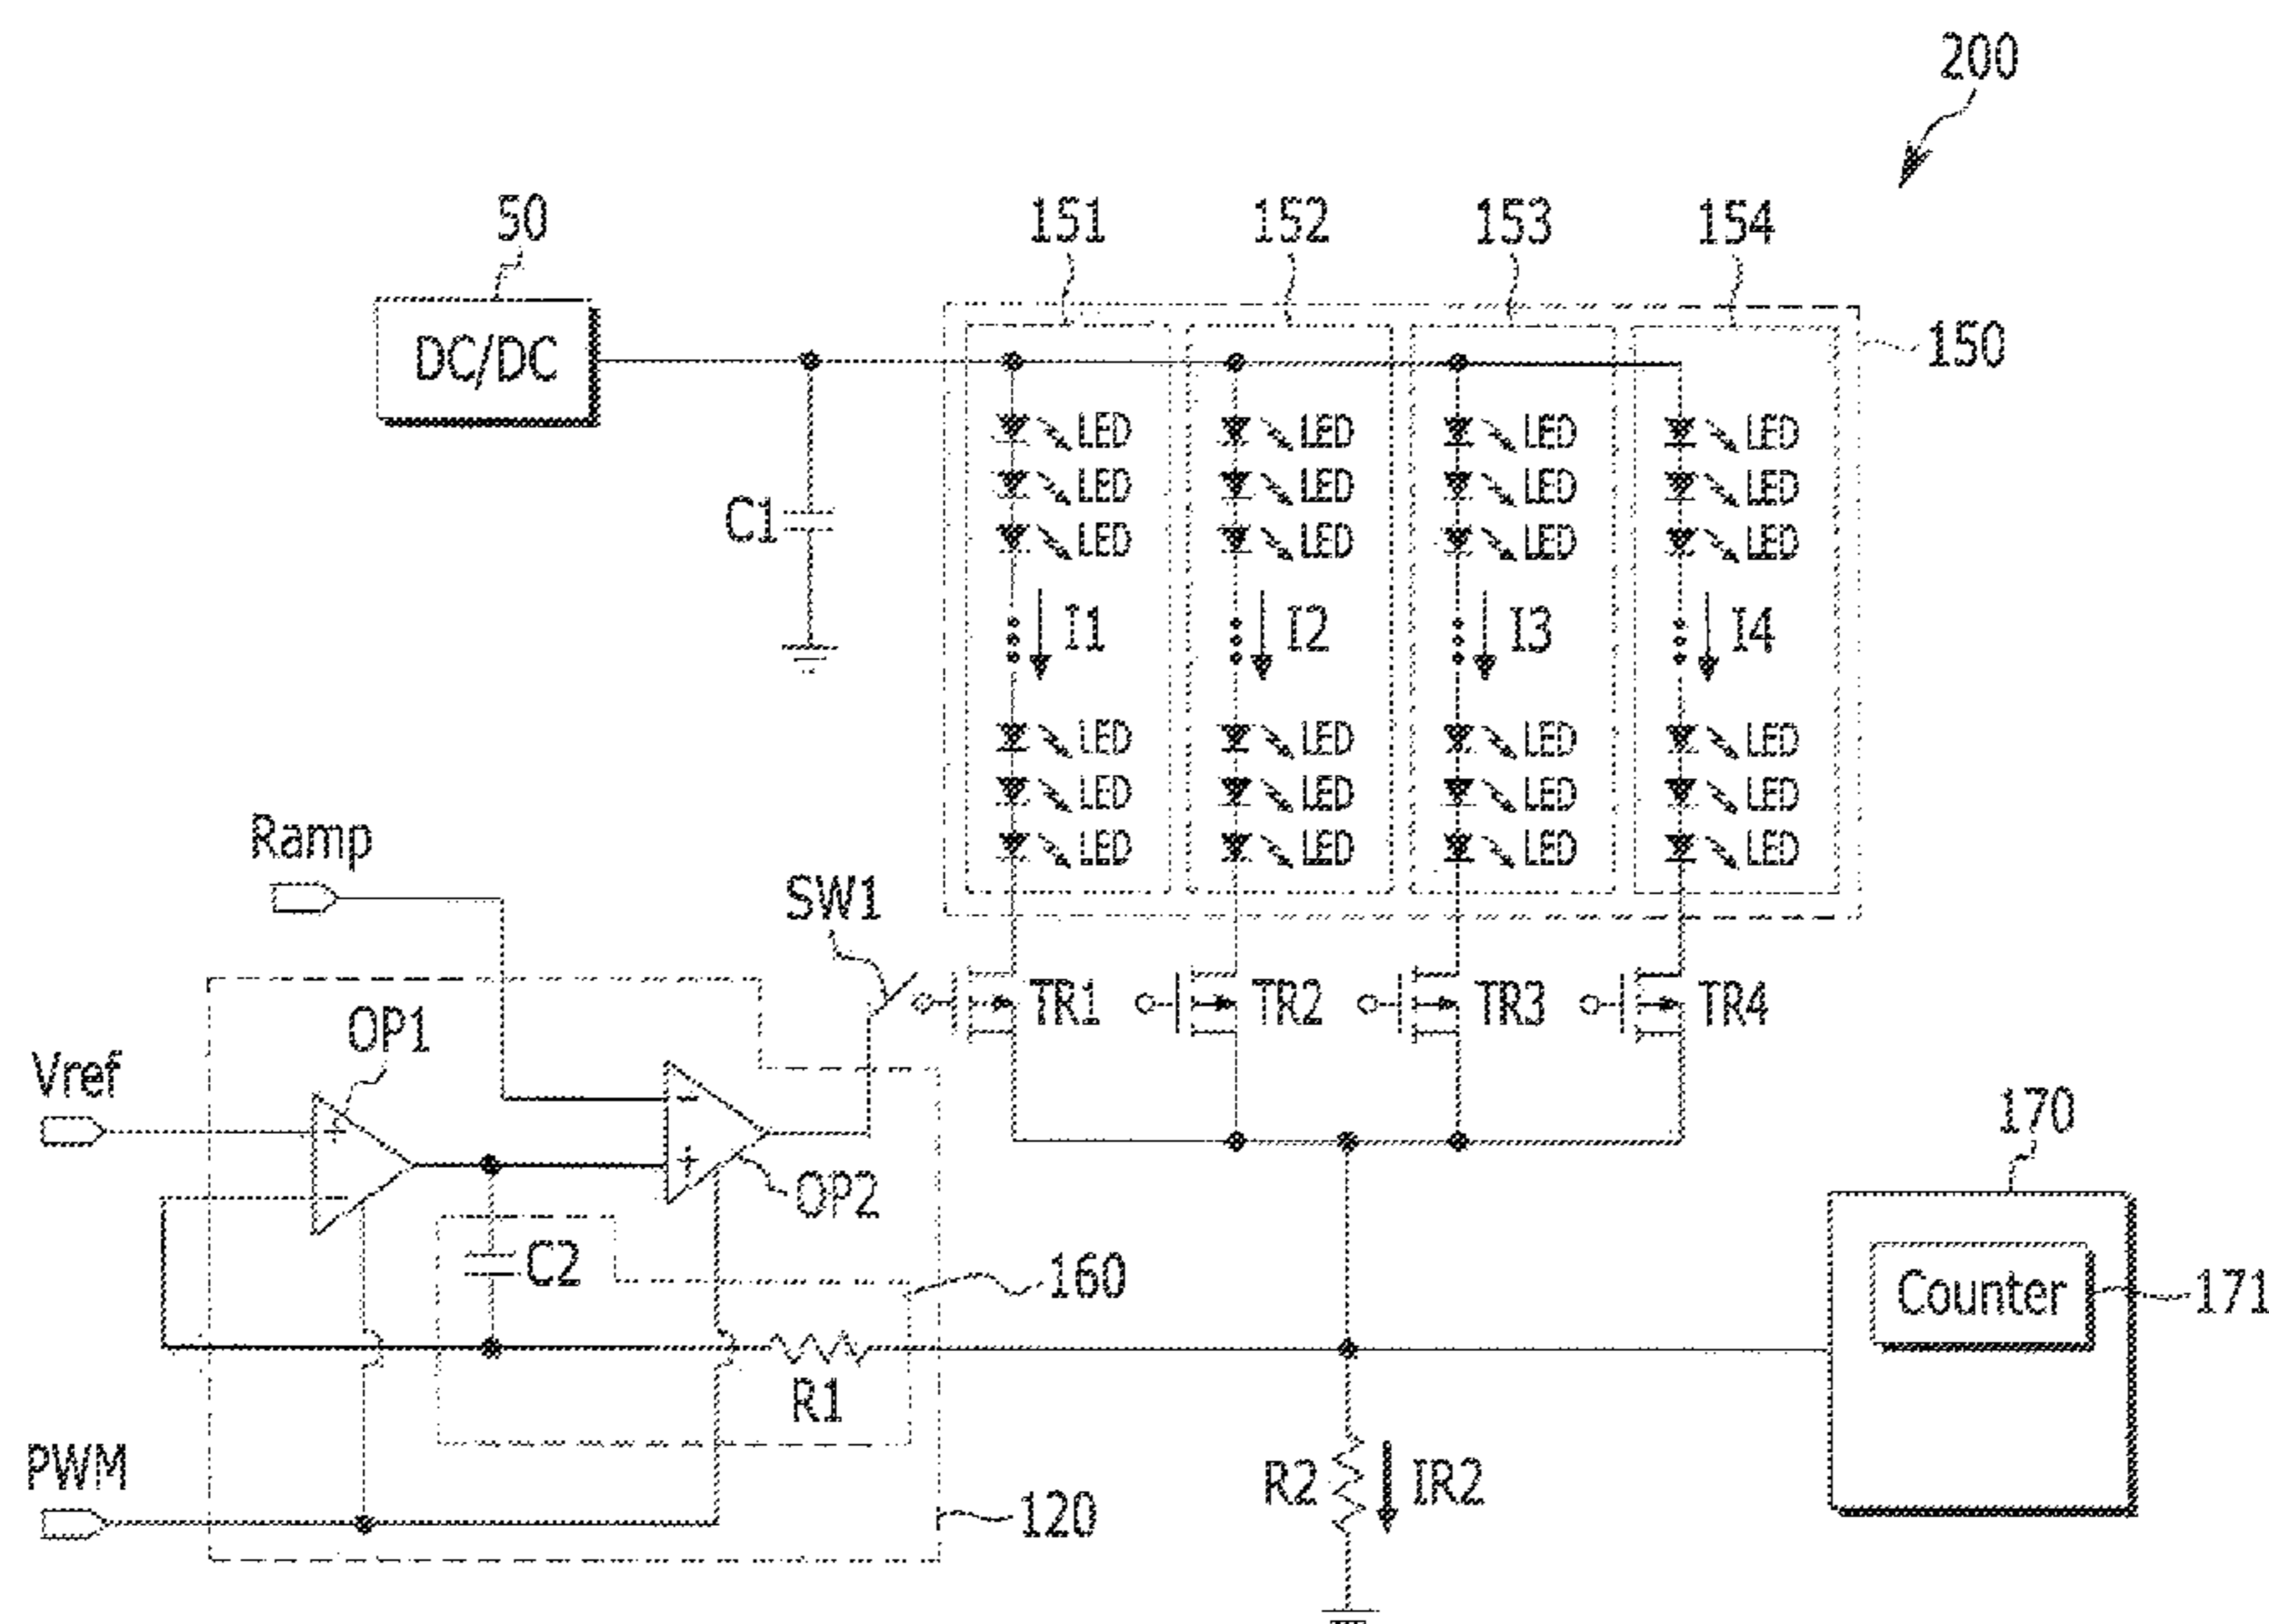 200
50
151 152 153 154
DC/DC
150
LED LED LED LED
LED LED LED LED
C1
LED LED LED LED
I1 I2 I3 I4
LED LED LED LED
LED LED LED LED
LED LED LED LED
Ramp
SW1
TR1 TR2 TR3 TR4
OP1
Vref
+
−
170
−
+
OP2
C2
160
Counter
171
R1
PWM
R2
IR2
120